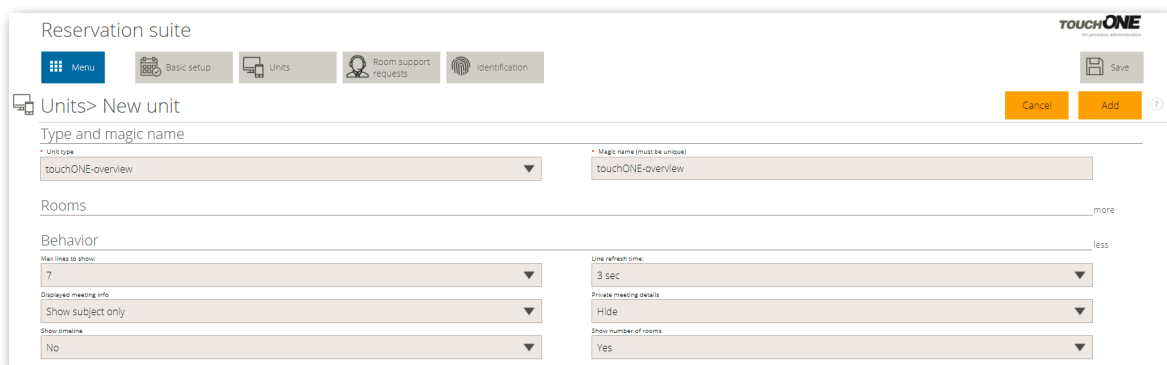 Reservation suite
TOUCHONE
On premises administration
Menu
Basic setup
Units
Room support
requests
Identification
Save
Units> New unit
Cancel
Add
?
Type and magic name
* Unit type
* Magic name (must be unique)
touchONE-overview
touchONE-overview
Rooms
more
Behavior
less
Max lines to show:
Line refresh time:
7
3 sec
Displayed meeting info
Private meeting details
Show subject only
Hide
Show timeline
Show number of rooms
No
Yes